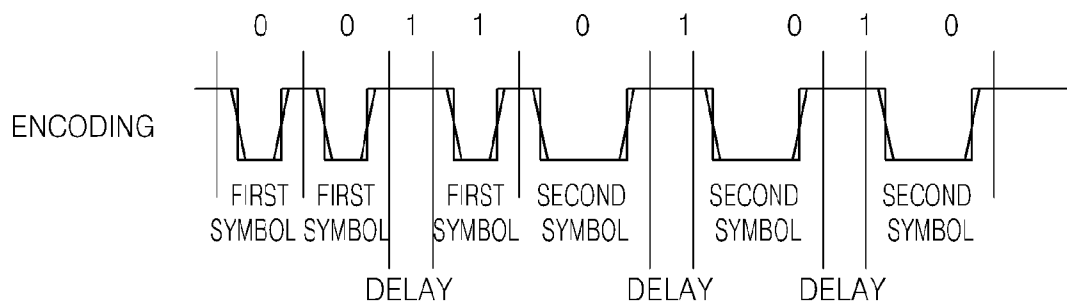 0 0 1 1 0 1 0 1 0
ENCODING
FIRST FIRST FIRST SECOND SECOND SECOND
SYMBOL SYMBOL SYMBOL SYMBOL SYMBOL SYMBOL
DELAY DELAY DELAY